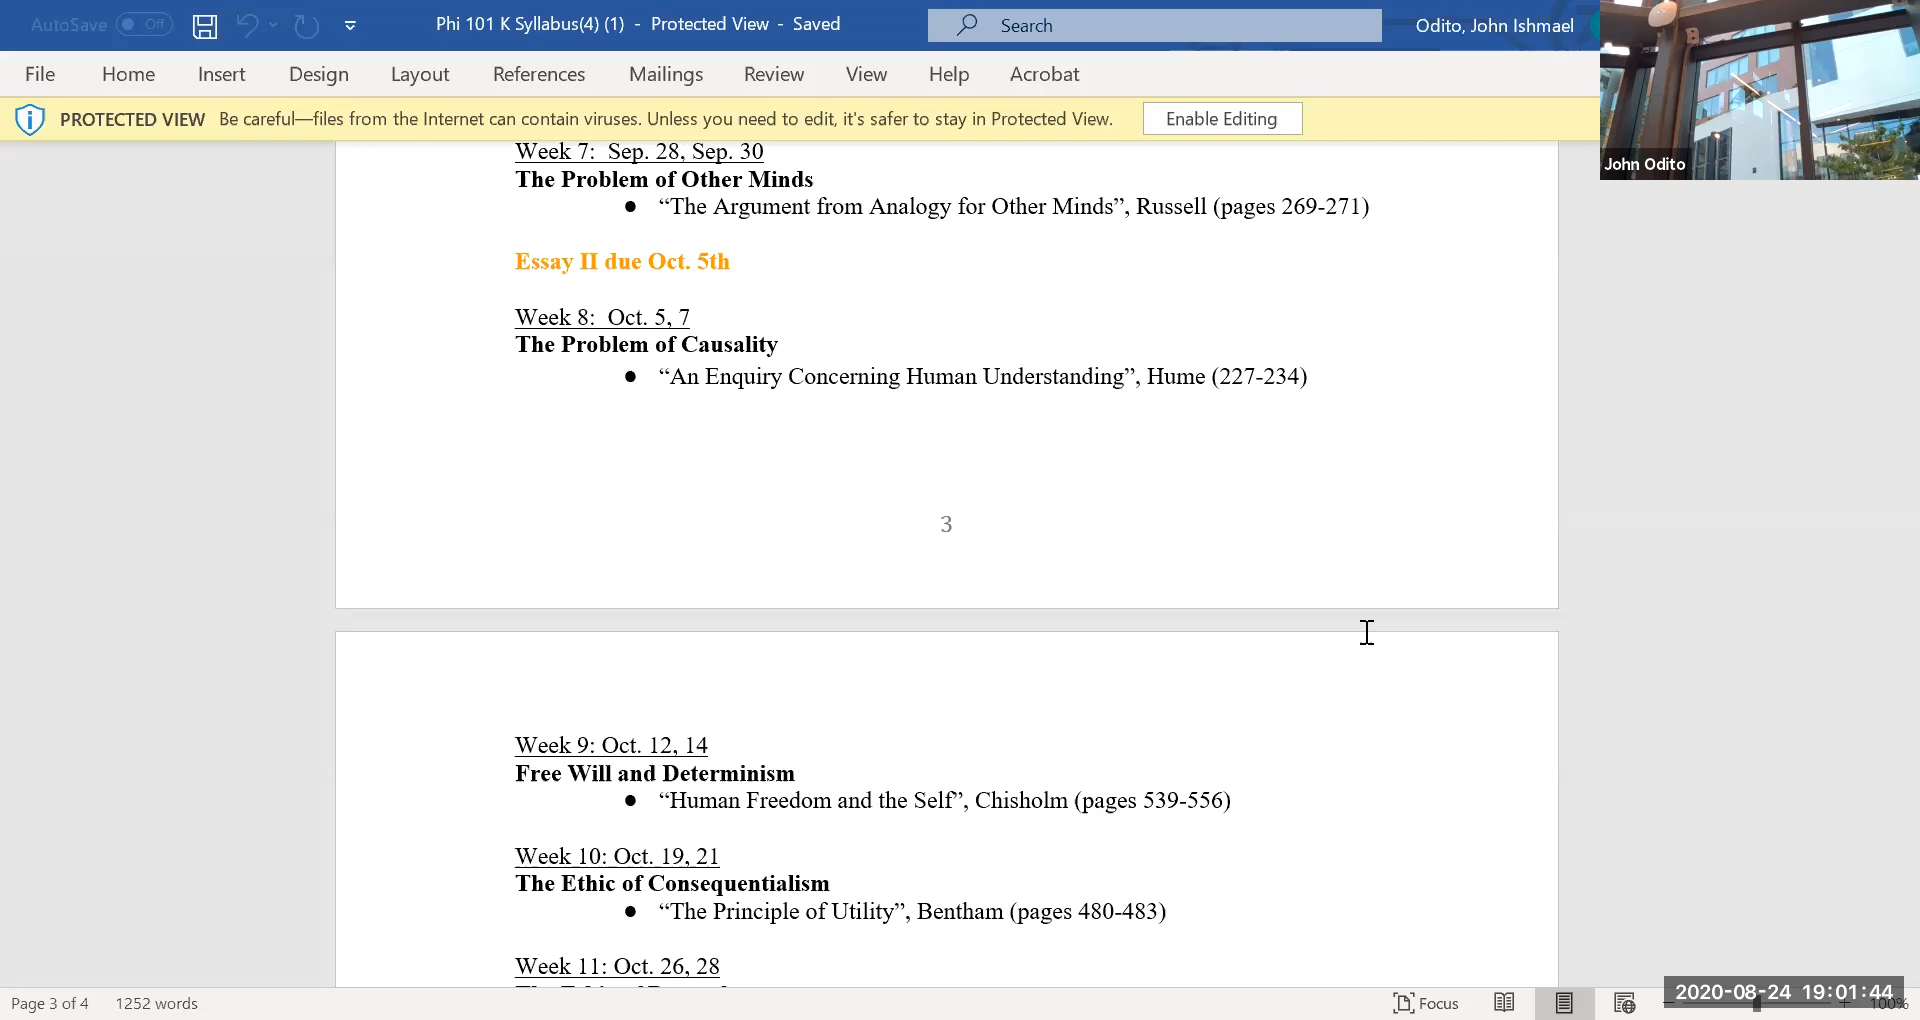 AutoSave Off Phi 101 K Syllabus(4) (1) - Protected View - Saved Search Odito, John Ishmael
File Home Insert Design Layout References Mailings Review View Help Acrobat
PROTECTED VIEW Be careful—files from the Internet can contain viruses. Unless you need to edit, it's safer to stay in Protected View. Enable Editing
John Odito
Week 7: Sep. 28, Sep. 30
The Problem of Other Minds
● “The Argument from Analogy for Other Minds”, Russell (pages 269-271)
Essay II due Oct. 5th
Week 8: Oct. 5, 7
The Problem of Causality
● “An Enquiry Concerning Human Understanding”, Hume (227-234)
3
Week 9: Oct. 12, 14
Free Will and Determinism
● “Human Freedom and the Self”, Chisholm (pages 539-556)
Week 10: Oct. 19, 21
The Ethic of Consequentialism
● “The Principle of Utility”, Bentham (pages 480-483)
Week 11: Oct. 26, 28
Page 3 of 4 1252 words Focus 100%
2020-08-24 19:01:44